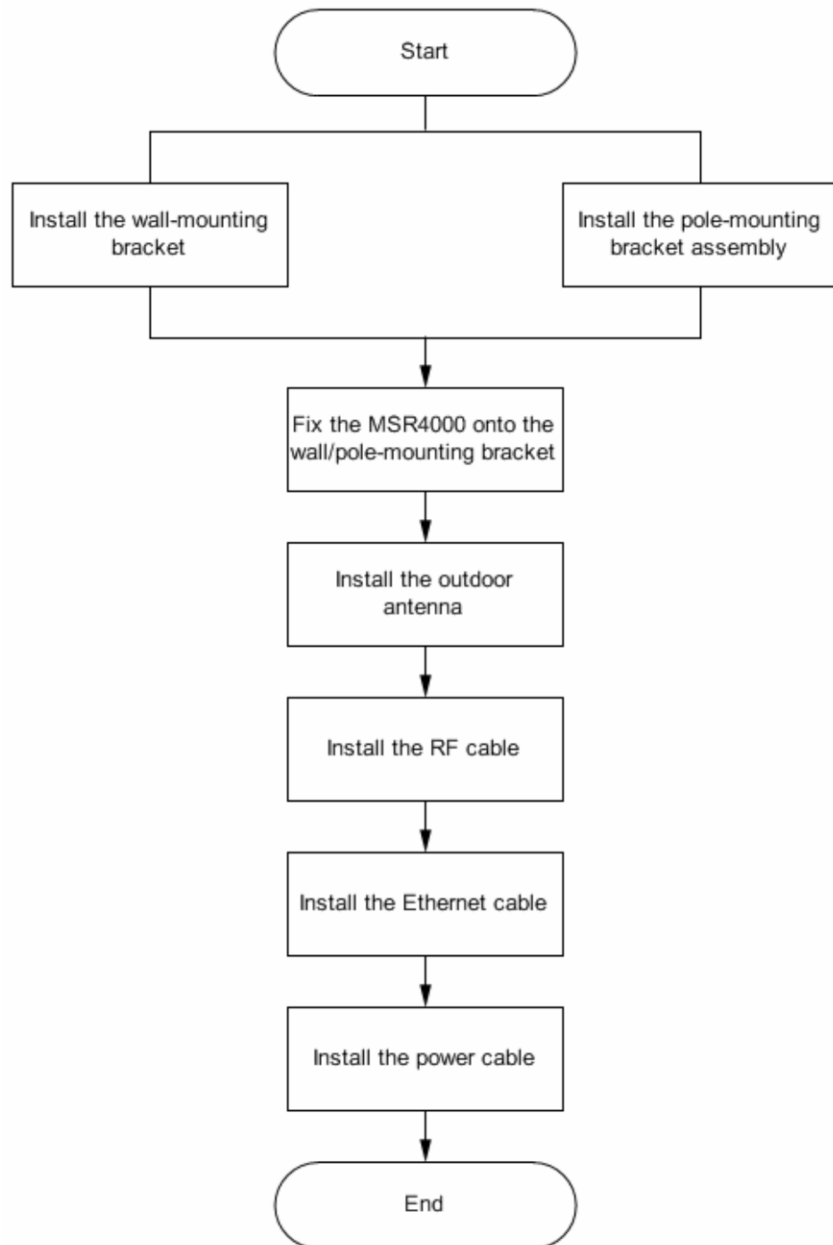 Start
Install the wall-mounting
bracket
Install the pole-mounting
bracket assembly
Fix the MSR4000 onto the
wall/pole-mounting bracket
Install the outdoor
antenna
Install the RF cable
Install the Ethernet cable
Install the power cable
End